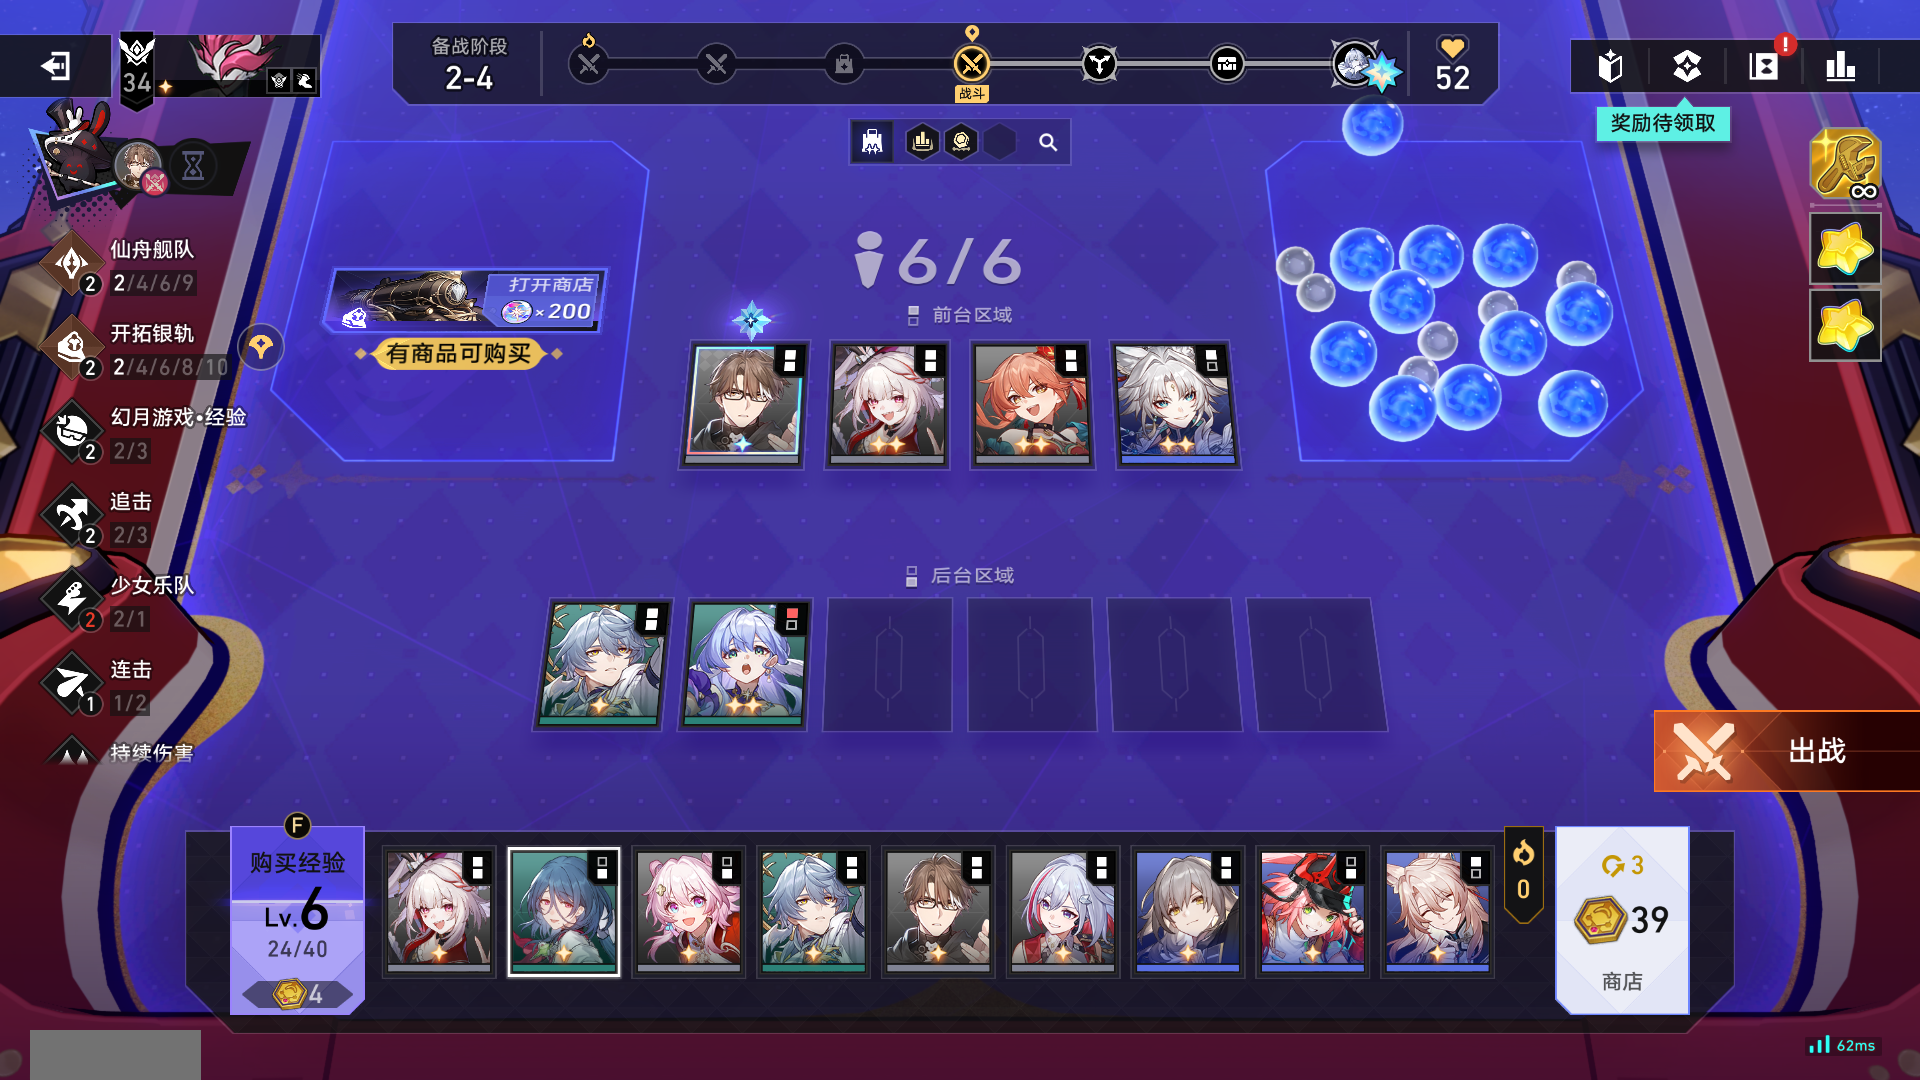 34
备战阶段
2-4
战斗
52
奖励待领取
∞
6/6
前台区域
打开商店
×200
有商品可购买
仙舟舰队
2
2/4/6/9
开拓银轨
2
2/4/6/8/10
幻月游戏•经验
2
2/3
追击
2
2/3
少女乐队
2
2/1
连击
1
1/2
持续伤害
后台区域
出战
F
购买经验
Lv.6
24/40
4
0
3
39
商店
62ms